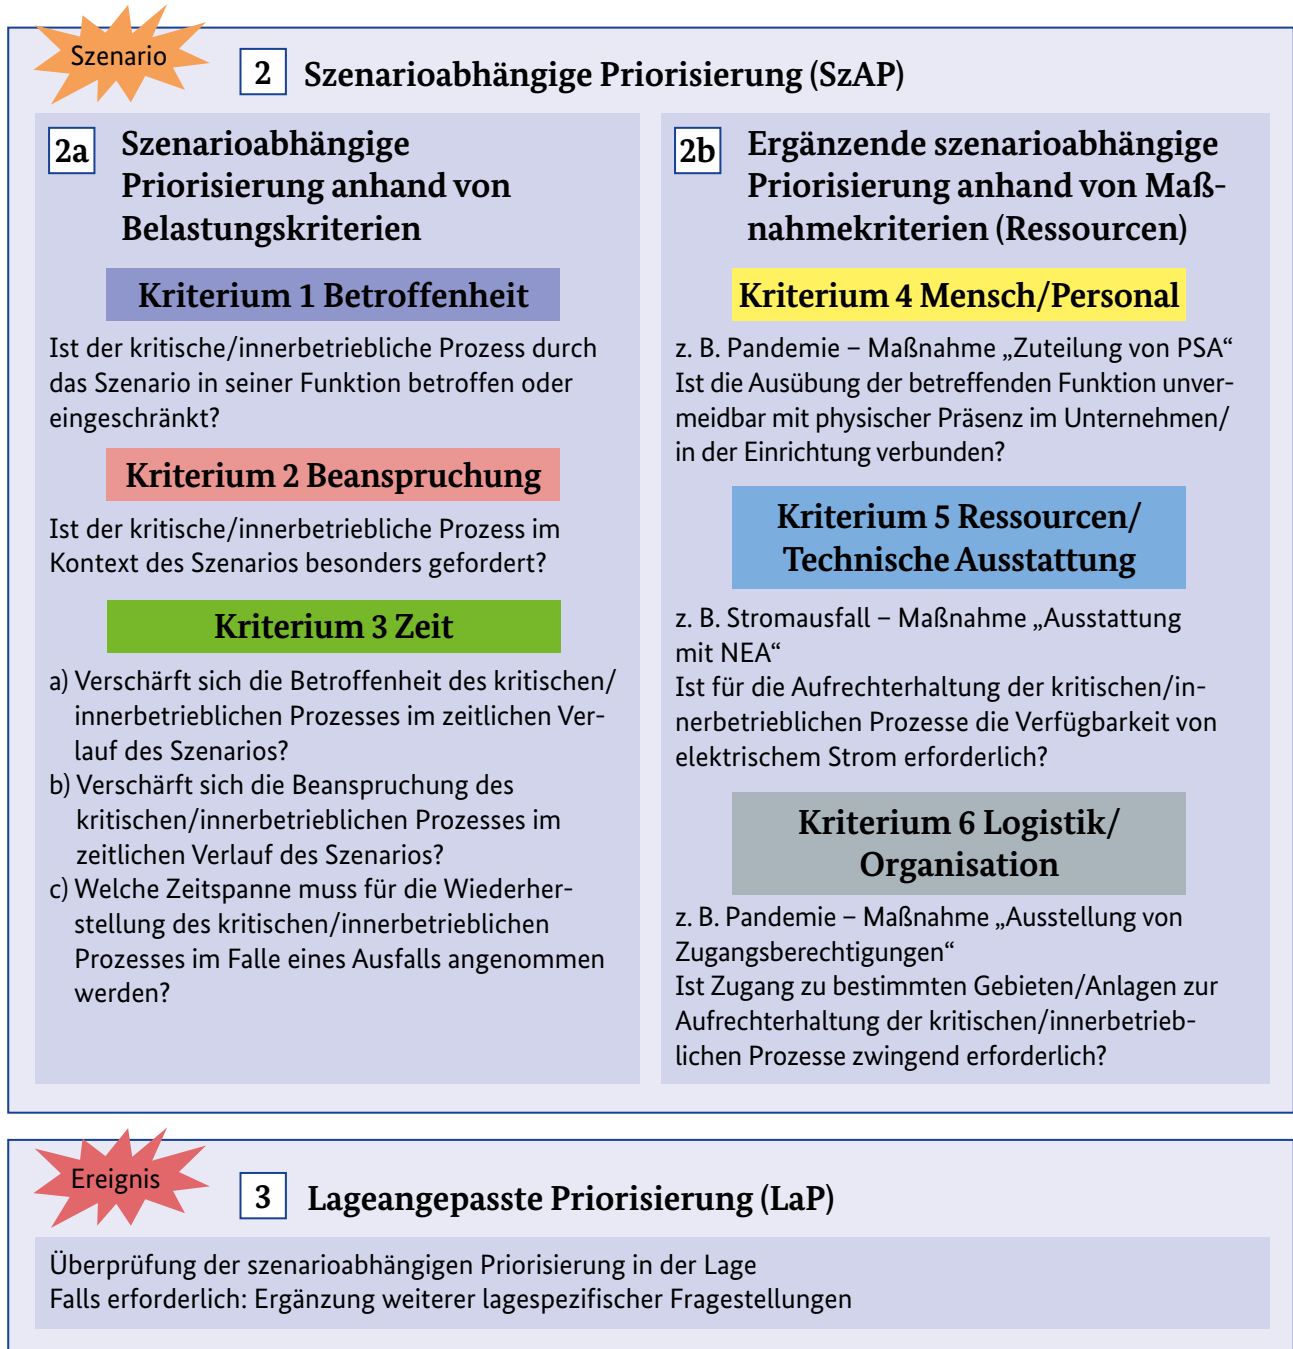 Szenario
2 Szenarioabhängige Priorisierung (SzAP)
2a Szenarioabhängige
Priorisierung anhand von
Belastungskriterien
Kriterium 1 Betroffenheit
Ist der kritische/innerbetriebliche Prozess durch
das Szenario in seiner Funktion betroffen oder
eingeschränkt?
Kriterium 2 Beanspruchung
Ist der kritische/innerbetriebliche Prozess im
Kontext des Szenarios besonders gefordert?
Kriterium 3 Zeit
a) Verschärft sich die Betroffenheit des kritischen/
innerbetrieblichen Prozesses im zeitlichen Ver-
lauf des Szenarios?
b) Verschärft sich die Beanspruchung des
kritischen/innerbetrieblichen Prozesses im
zeitlichen Verlauf des Szenarios?
c) Welche Zeitspanne muss für die Wiederher-
stellung des kritischen/innerbetrieblichen
Prozesses im Falle eines Ausfalls angenommen
werden?
2b Ergänzende szenarioabhängige
Priorisierung anhand von Maß-
nahmekriterien (Ressourcen)
Kriterium 4 Mensch/Personal
z. B. Pandemie – Maßnahme „Zuteilung von PSA“
Ist die Ausübung der betreffenden Funktion unver-
meidbar mit physischer Präsenz im Unternehmen/
in der Einrichtung verbunden?
Kriterium 5 Ressourcen/
Technische Ausstattung
z. B. Stromausfall – Maßnahme „Ausstattung
mit NEA“
Ist für die Aufrechterhaltung der kritischen/in-
nerbetrieblichen Prozesse die Verfügbarkeit von
elektrischem Strom erforderlich?
Kriterium 6 Logistik/
Organisation
z. B. Pandemie – Maßnahme „Ausstellung von
Zugangsberechtigungen“
Ist Zugang zu bestimmten Gebieten/Anlagen zur
Aufrechterhaltung der kritischen/innerbetrieb-
lichen Prozesse zwingend erforderlich?
Ereignis
3 Lageangepasste Priorisierung (LaP)
Überprüfung der szenarioabhängigen Priorisierung in der Lage
Falls erforderlich: Ergänzung weiterer lagespezifischer Fragestellungen